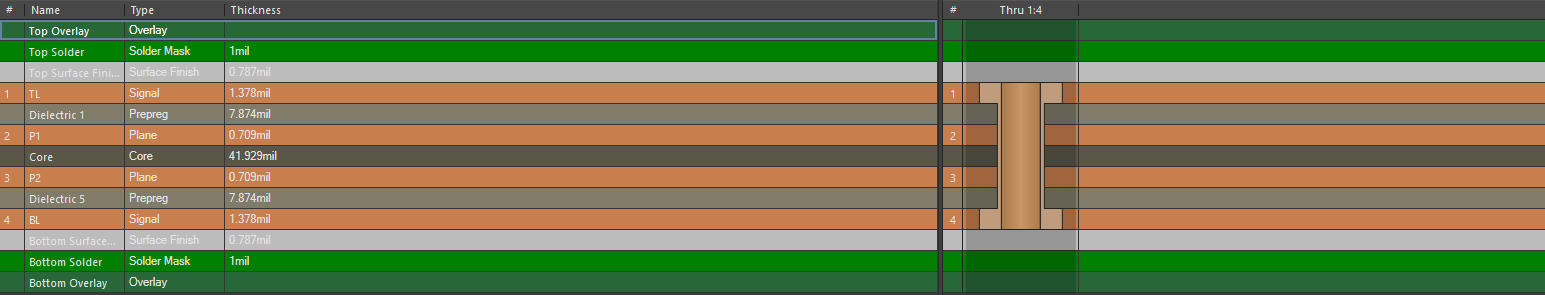 # Name Type Thickness # Thru 1:4
Top Overlay Overlay
Top Solder Solder Mask 1mil
Top Surface Fini... Surface Finish 0.787mil
1 TL Signal 1.378mil 1
Dielectric 1 Prepreg 7.874mil
2 P1 Plane 0.709mil 2
Core Core 41.929mil
3 P2 Plane 0.709mil 3
Dielectric 5 Prepreg 7.874mil
4 BL Signal 1.378mil 4
Bottom Surface... Surface Finish 0.787mil
Bottom Solder Solder Mask 1mil
Bottom Overlay Overlay